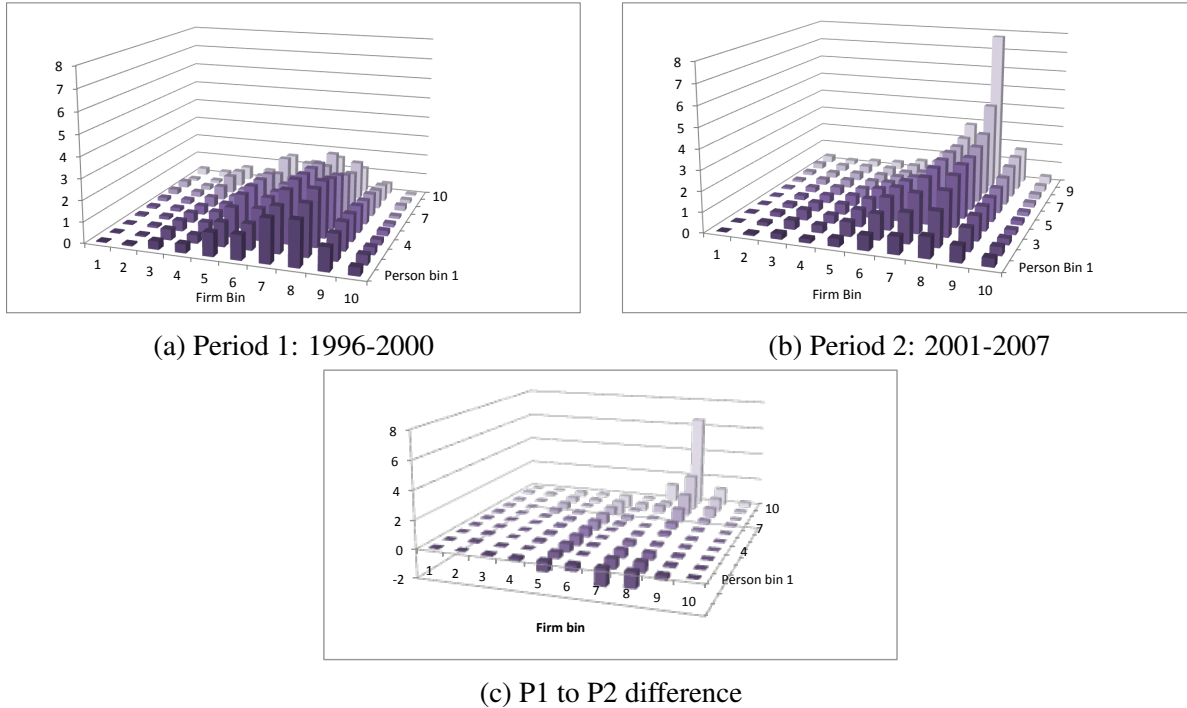 8
7
6
5
4
3
2
1
0
1 2 3 4 5 6 7 8 9 10
Firm Bin
10
7
4
Person bin 1
(a) Period 1: 1996-2000
8
7
6
5
4
3
2
1
0
1 2 3 4 5 6 7 8 9 10
Firm Bin
9
7
5
3
Person Bin 1
(b) Period 2: 2001-2007
8
6
4
2
0
-2
1 2 3 4 5 6 7 8 9 10
Firm bin
10
7
4
Person bin 1
(c) P1 to P2 difference